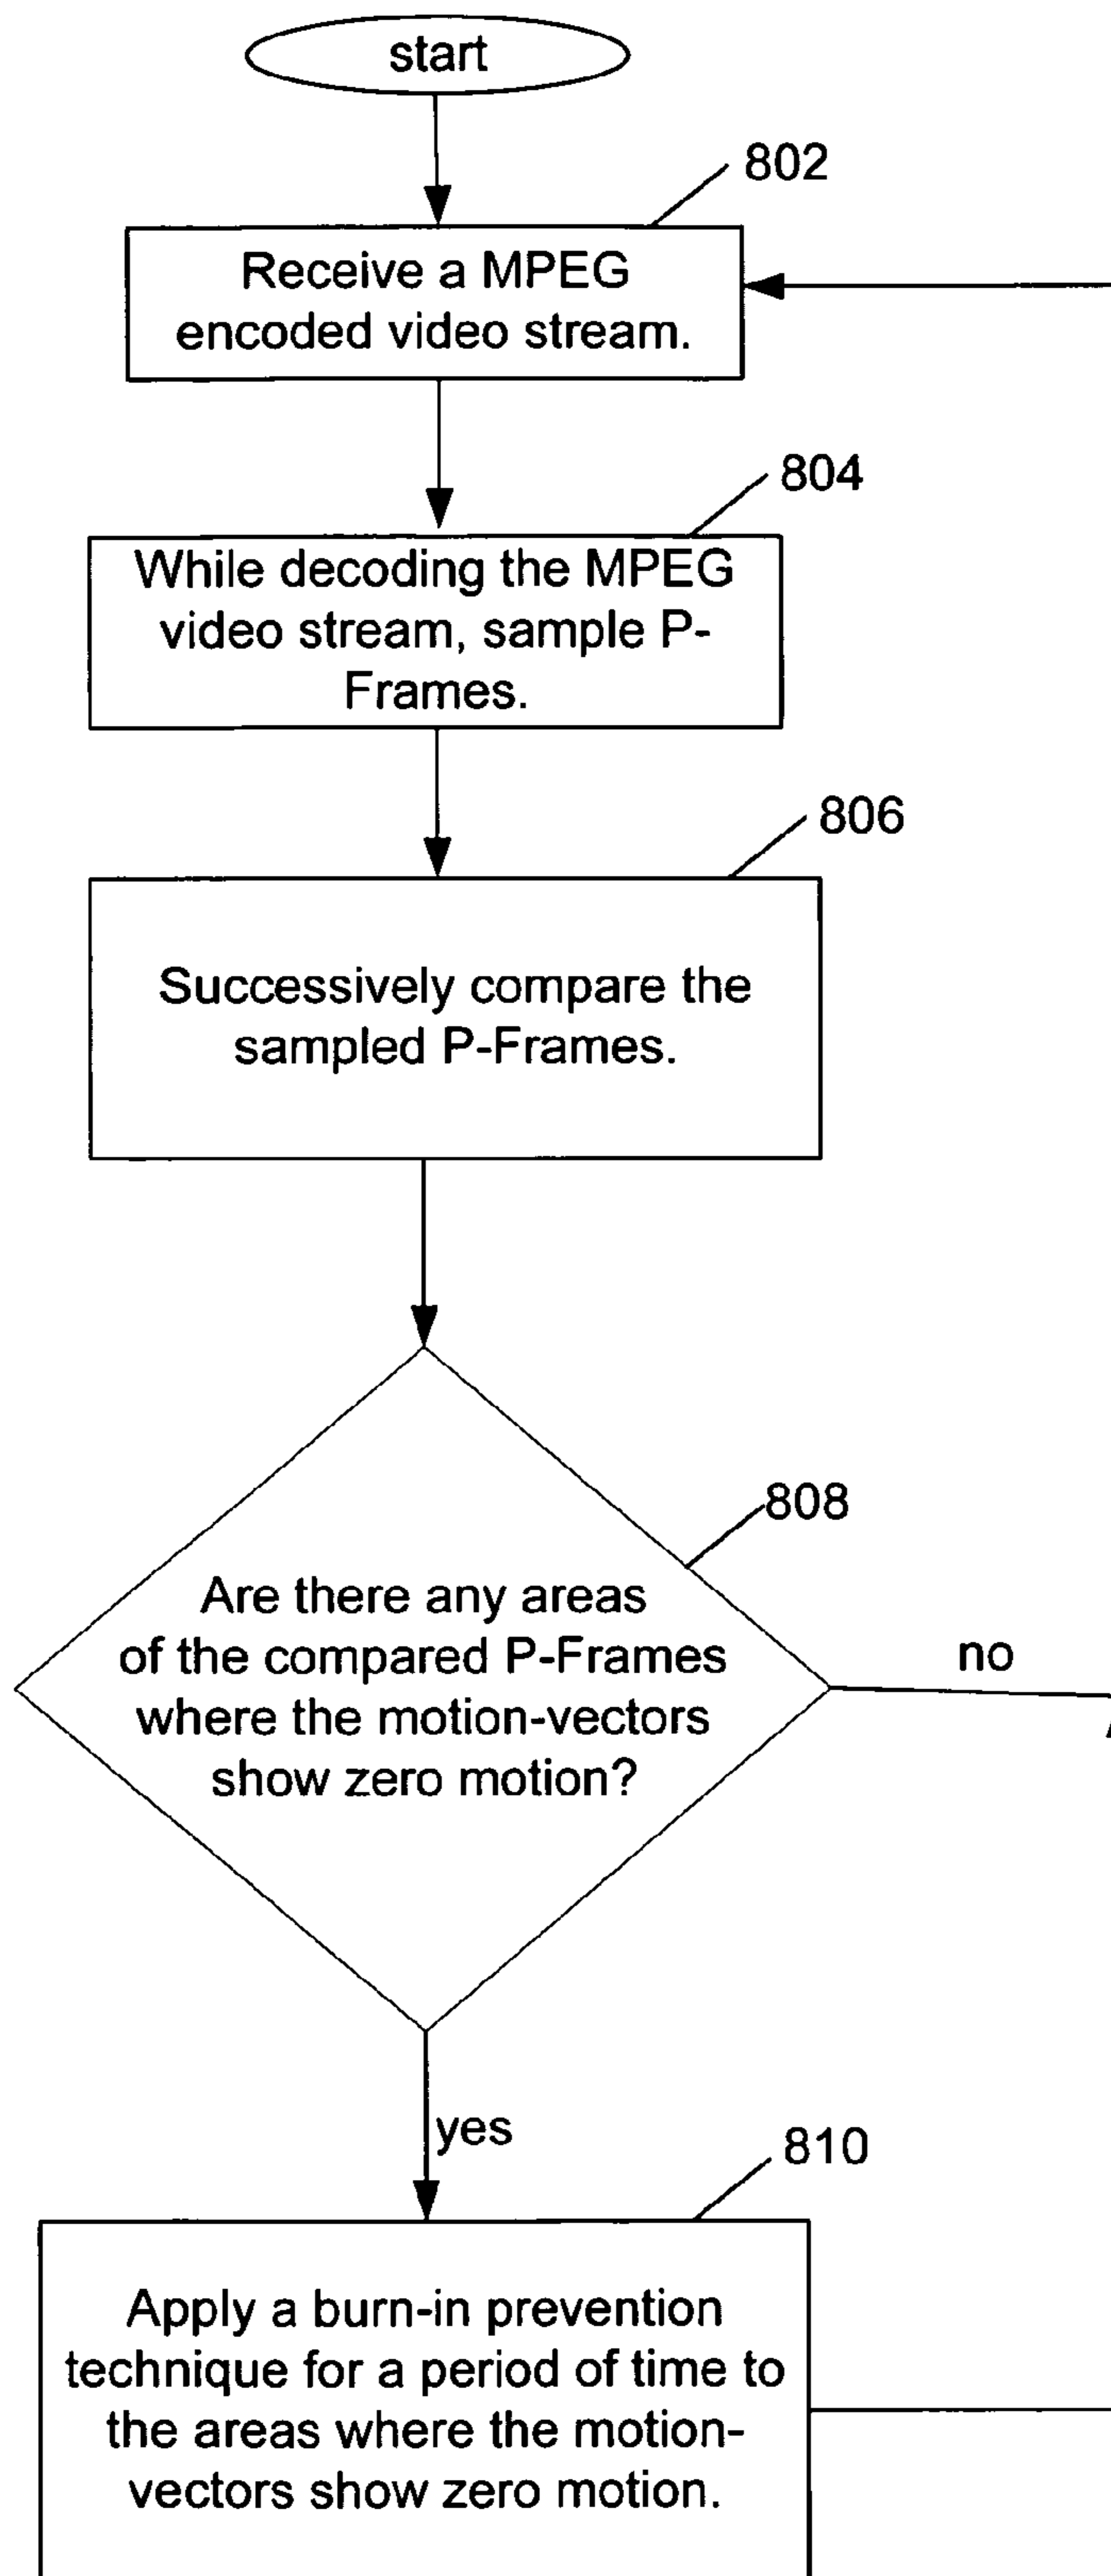 start
802
Receive a MPEG
encoded video stream.
804
While decoding the MPEG
video stream, sample P-
Frames.
806
Successively compare the
sampled P-Frames.
808
Are there any areas
of the compared P-Frames
where the motion-vectors
show zero motion?
no
yes
810
Apply a burn-in prevention
technique for a period of time to
the areas where the motion-
vectors show zero motion.